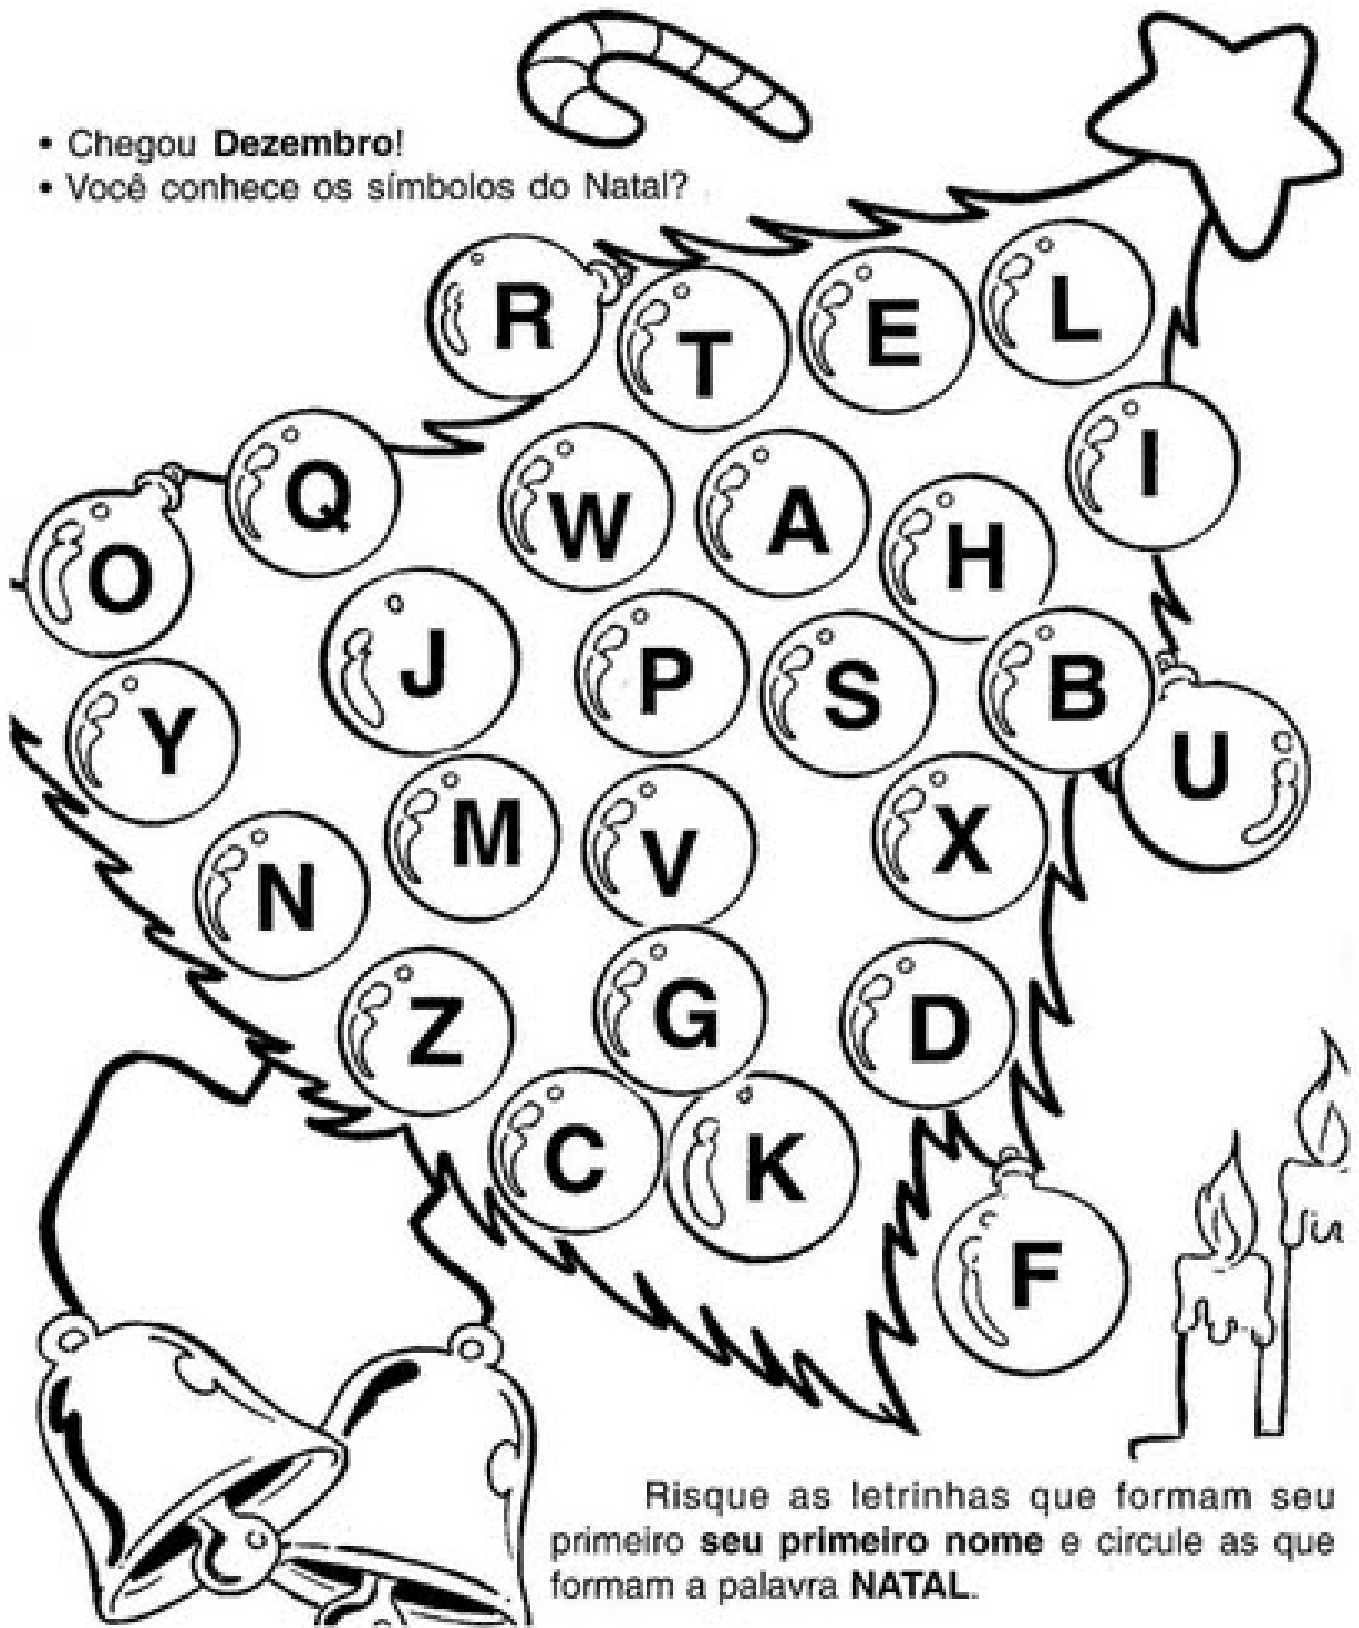 • Chegou Dezembro!
• Você conhece os símbolos do Natal?
R T E L
Q W A H I
O J P S B
Y M V X U
N Z G D
C K F
Risque as letrinhas que formam seu
primeiro seu primeiro nome e circule as que
formam a palavra NATAL.